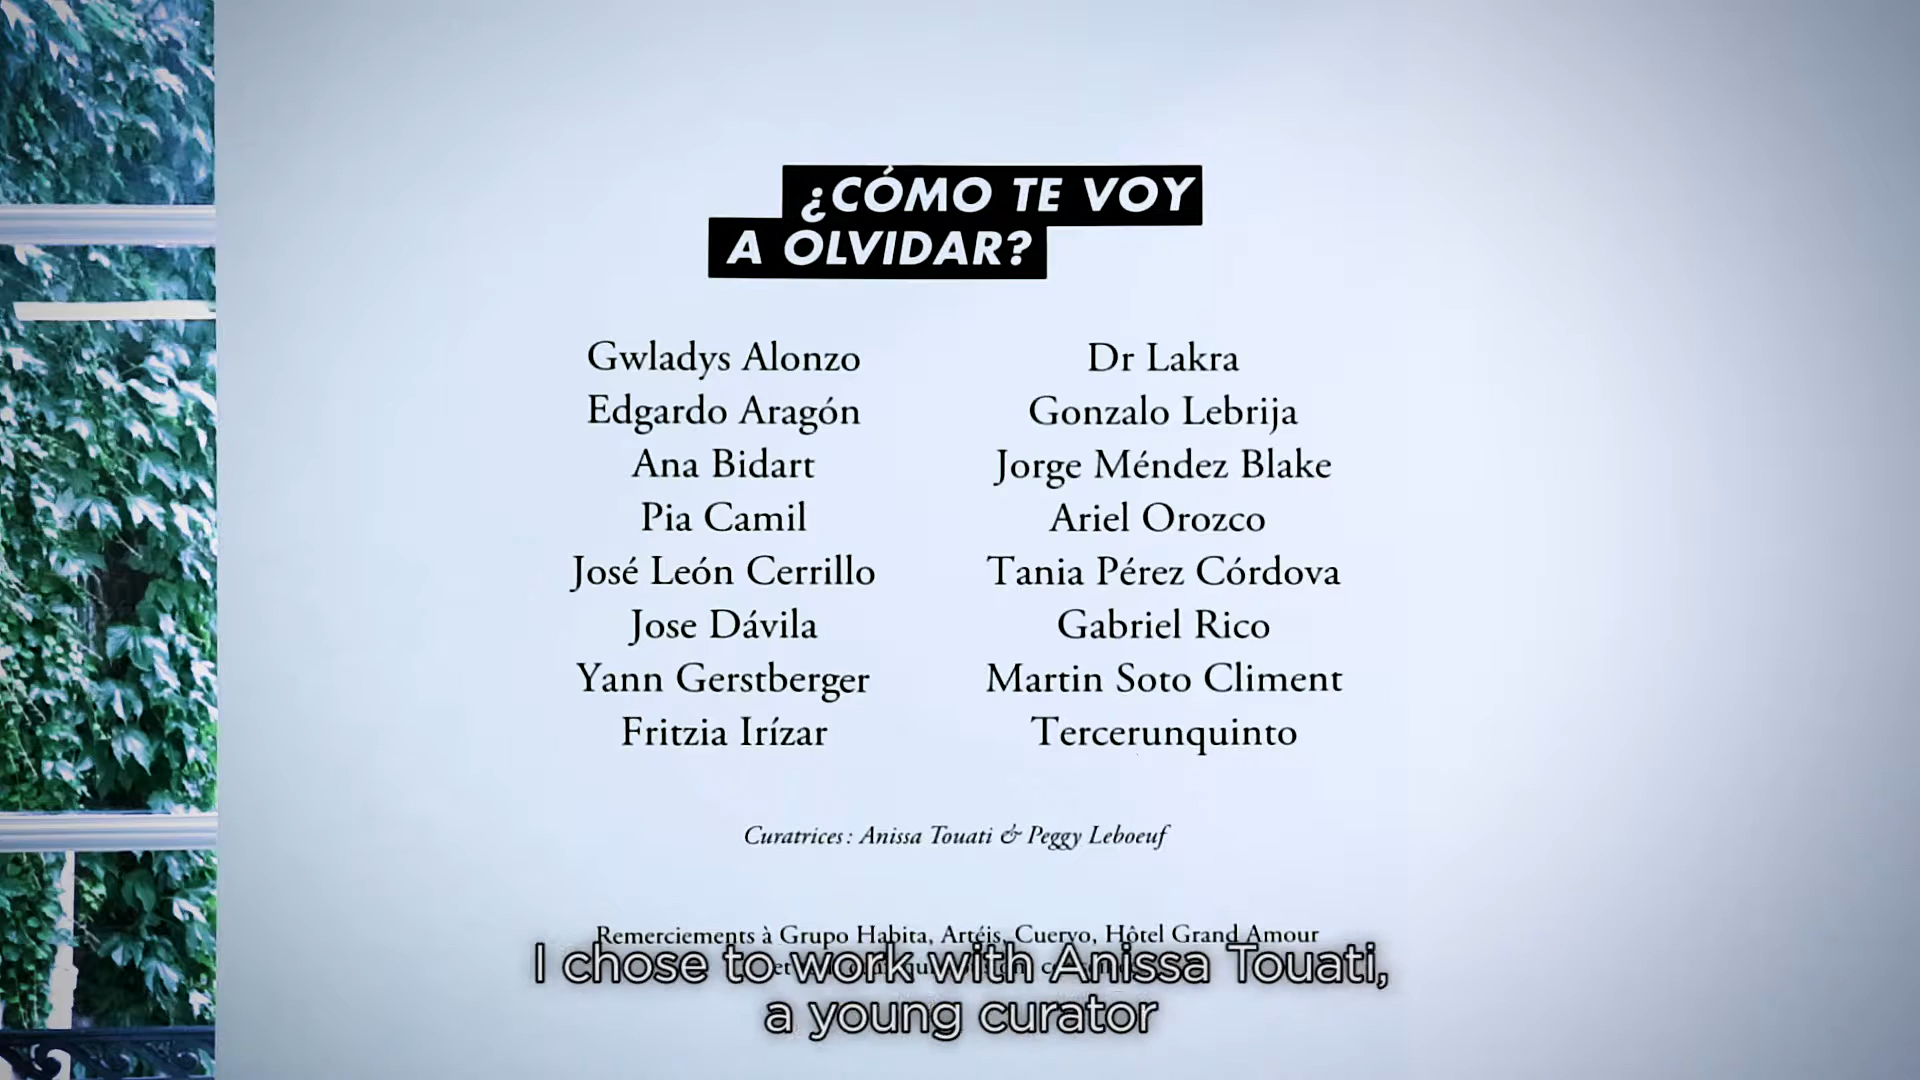 ¿CÓMO TE VOY
A OLVIDAR?
Gwladys Alonzo
Edgardo Aragón
Ana Bidart
Pia Camil
José León Cerrillo
Jose Dávila
Yann Gerstberger
Fritzia Irízar
Dr Lakra
Gonzalo Lebrija
Jorge Méndez Blake
Ariel Orozco
Tania Pérez Córdova
Gabriel Rico
Martin Soto Climent
Tercerunquinto
Curatrices : Anissa Touati & Peggy Leboeuf
Remerciements à Grupo Habita, Artéis, Cuervo, Hôtel Grand Amour
et
I chose to work with Anissa Touati,
a young curator